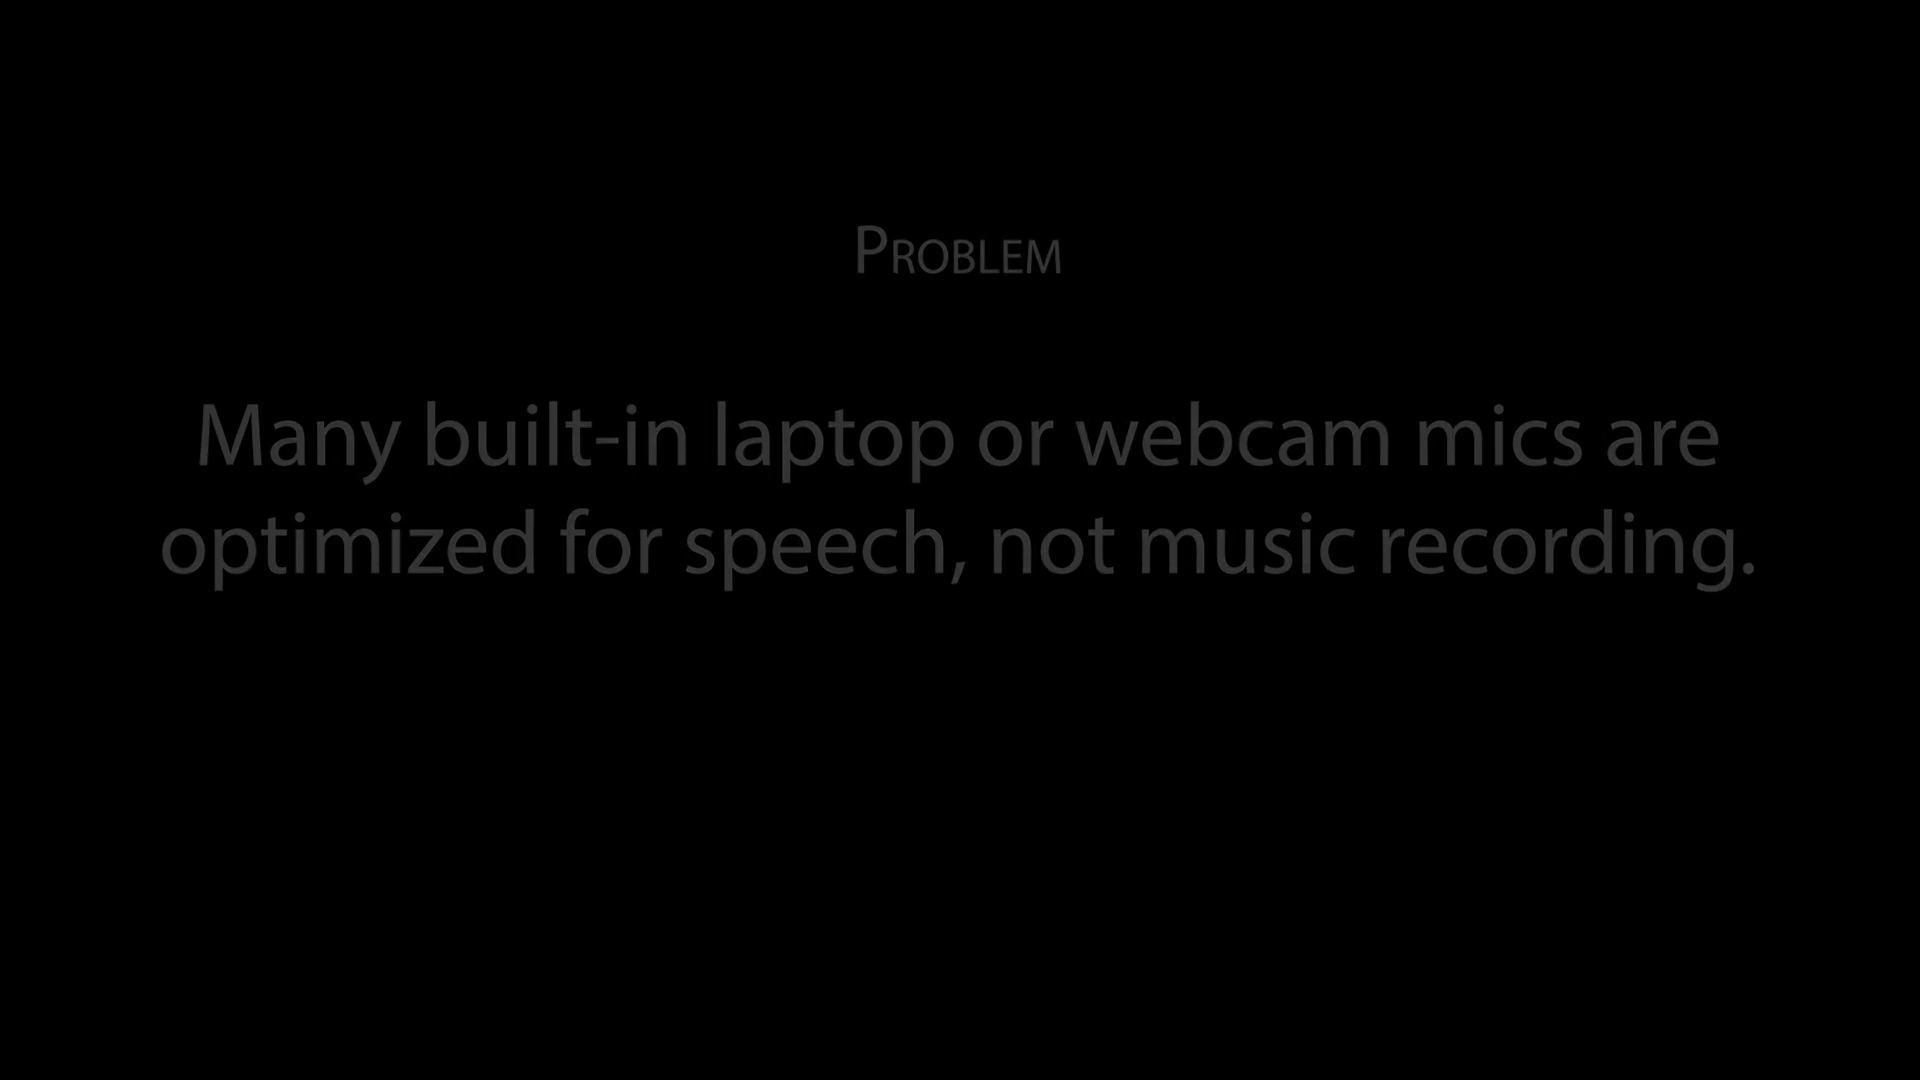 Problem
Many built-in laptop or webcam mics are
optimized for speech, not music recording.